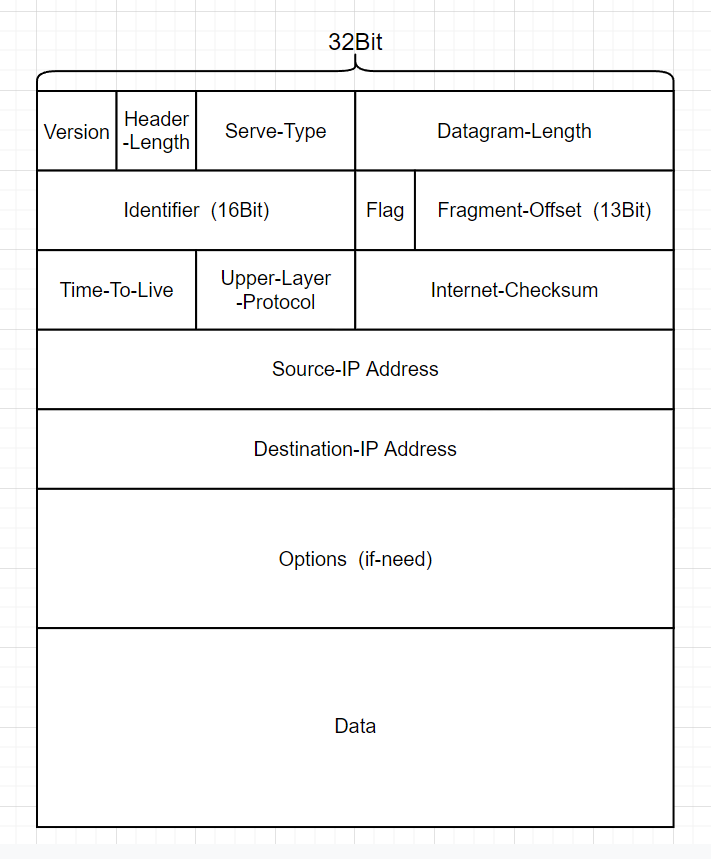 32Bit
Version
Header
-Length
Serve-Type
Datagram-Length
Identifier (16Bit)
Flag
Fragment-Offset (13Bit)
Time-To-Live
Upper-Layer
-Protocol
Internet-Checksum
Source-IP Address
Destination-IP Address
Options (if-need)
Data